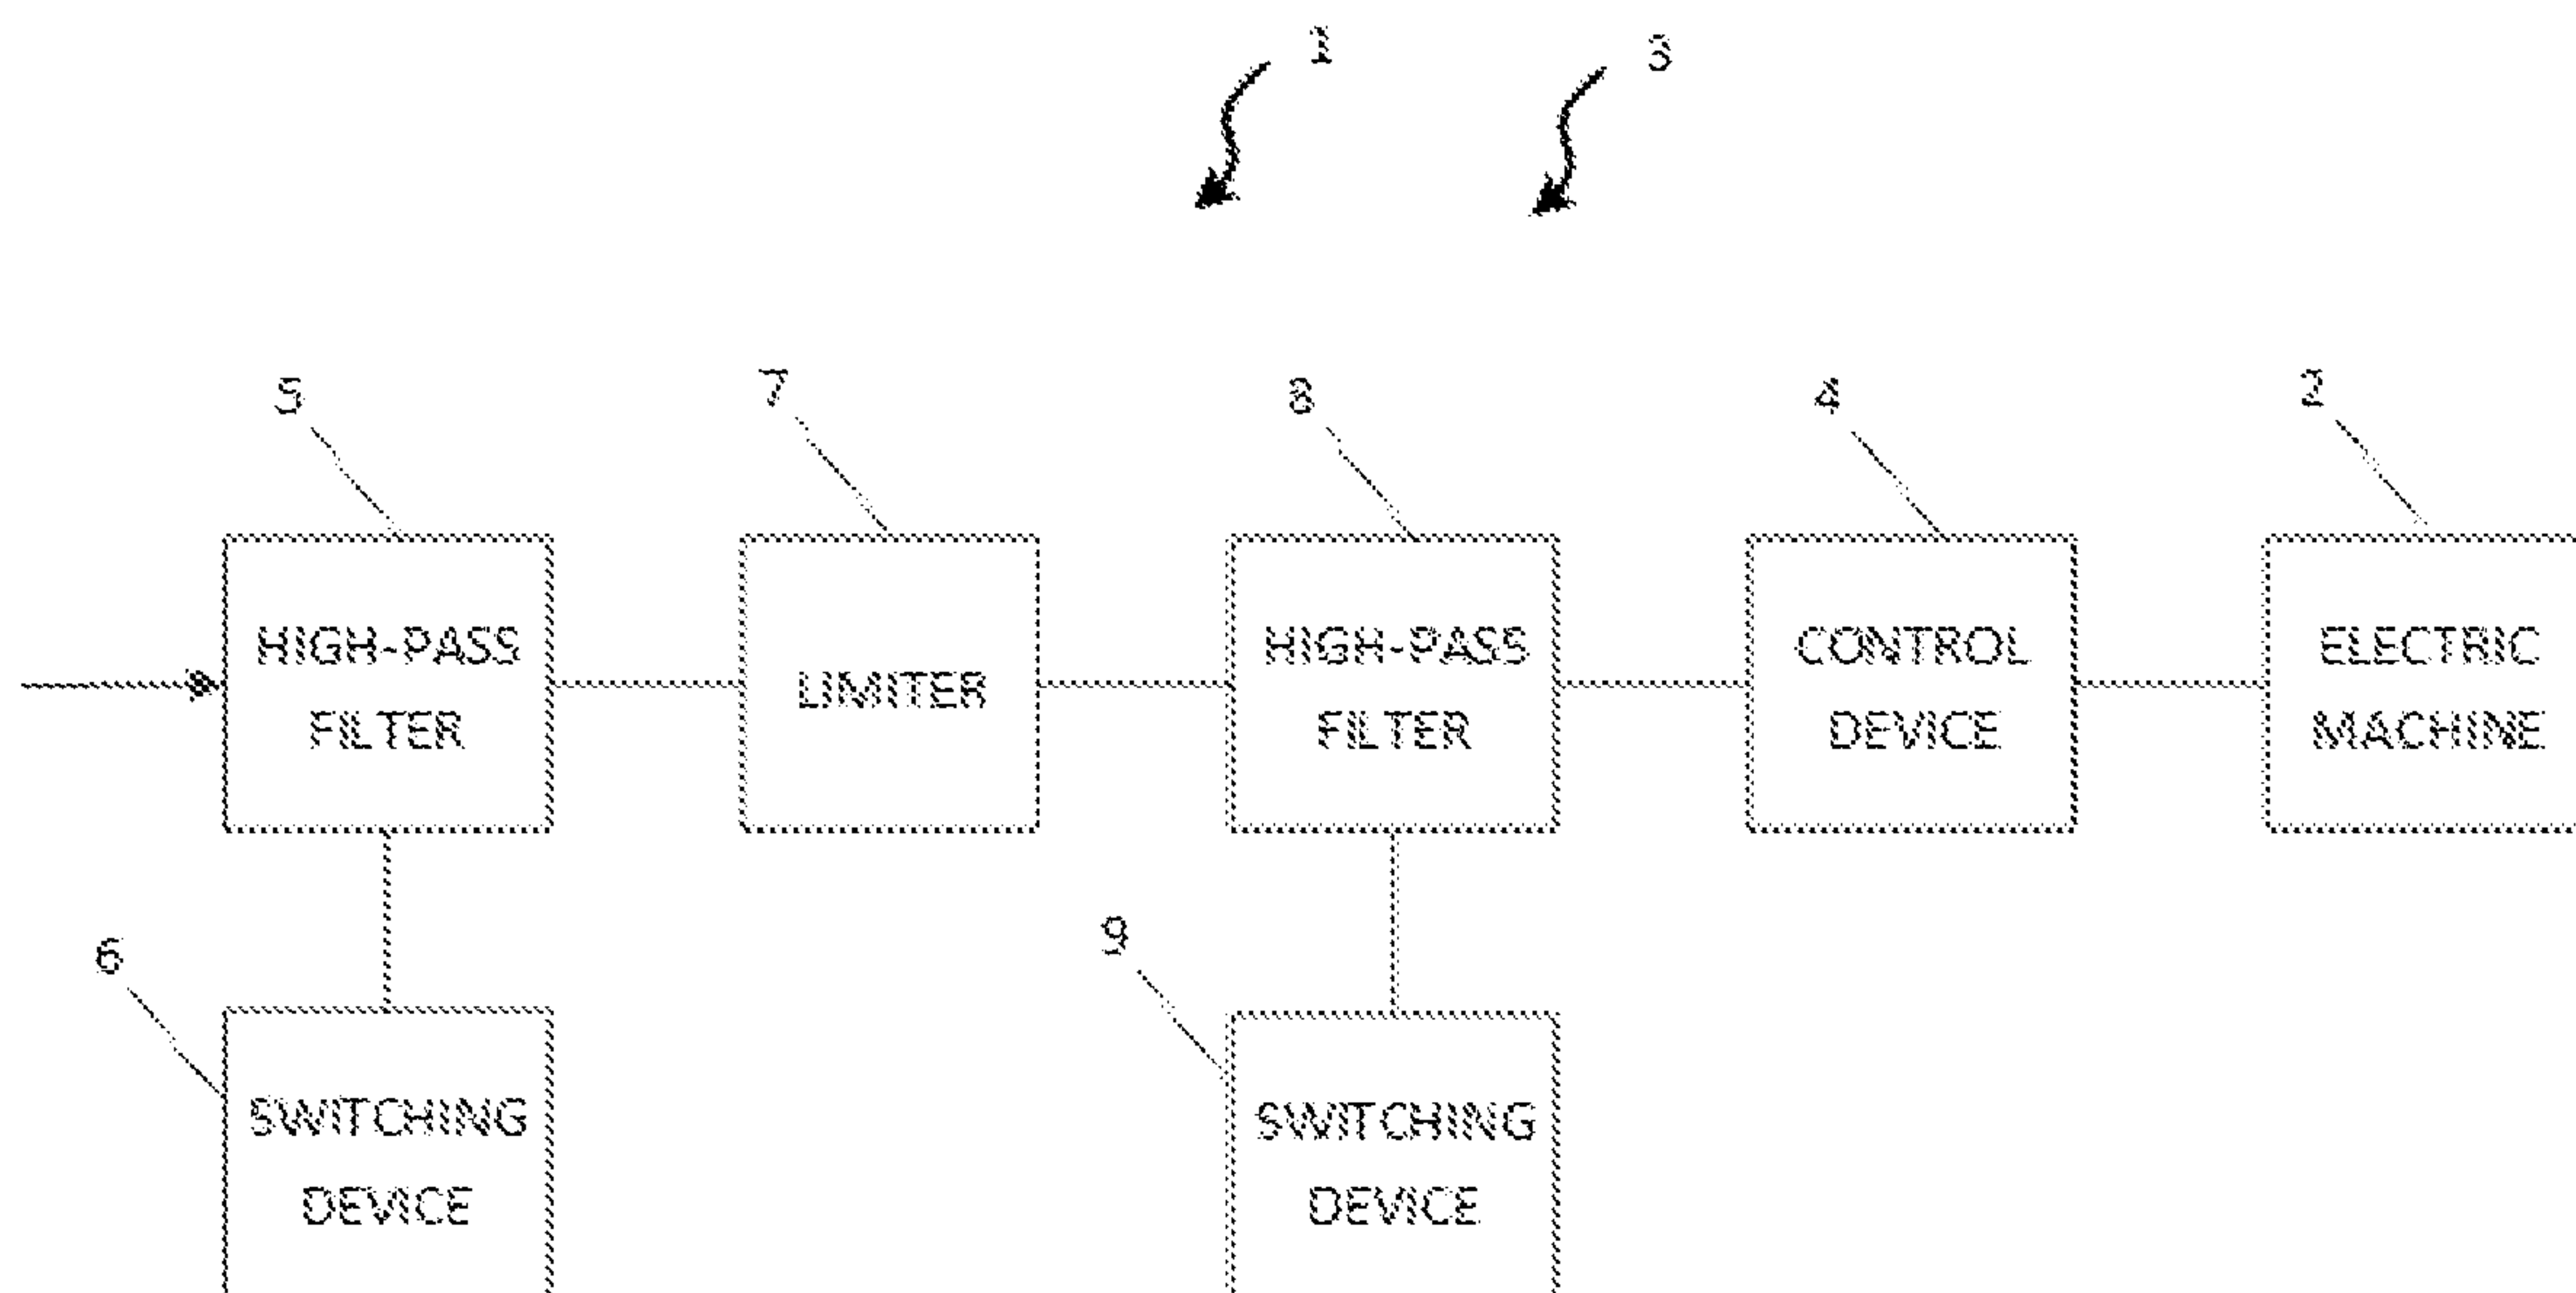 1
3
5
7
8
4
2
HIGH-PASS
FILTER
LIMITER
HIGH-PASS
FILTER
CONTROL
DEVICE
ELECTRIC
MACHINE
6
9
SWITCHING
DEVICE
SWITCHING
DEVICE